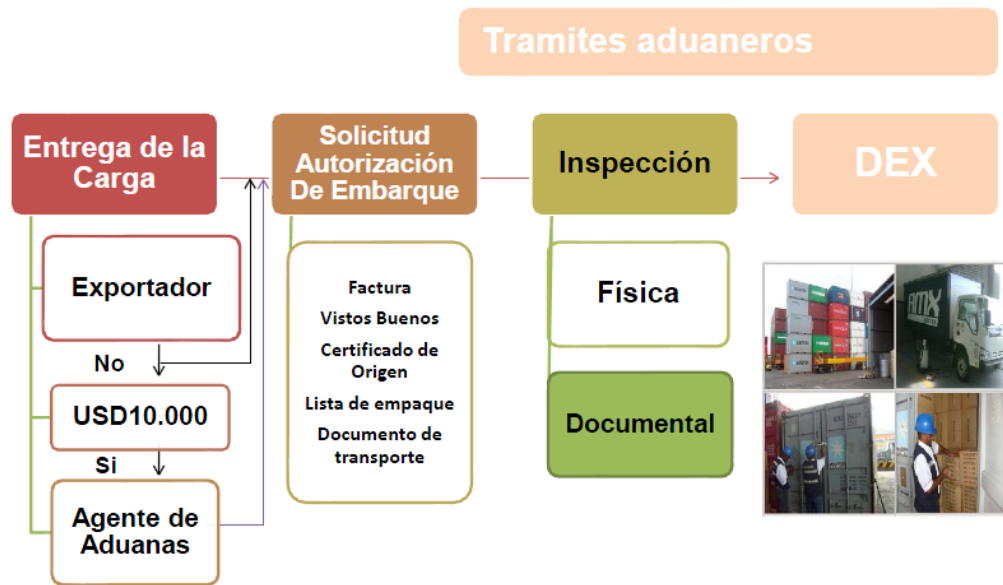 Tramites aduaneros
Entrega de la
Carga
Solicitud
Autorización
De Embarque
Inspección
DEX
Exportador
No
USD10.000
Si
Agente de
Aduanas
Factura
Vistos Buenos
Certificado de
Origen
Lista de empaque
Documento de
transporte
Física
Documental